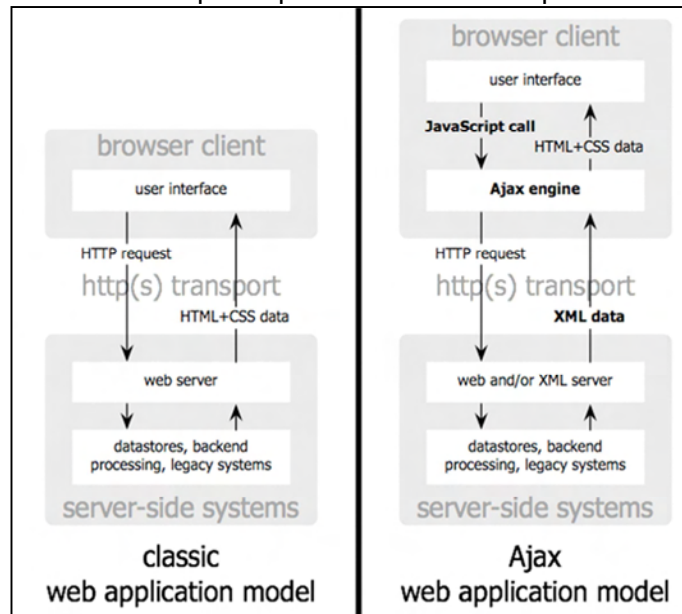 browser client
user interface
HTTP request
http(s) transport
HTML+CSS data
web server
datastores, backend
processing, legacy systems
server-side systems
classic
web application model
browser client
user interface
JavaScript call
HTML+CSS data
Ajax engine
HTTP request
http(s) transport
XML data
web and/or XML server
datastores, backend
processing, legacy systems
server-side systems
Ajax
web application model